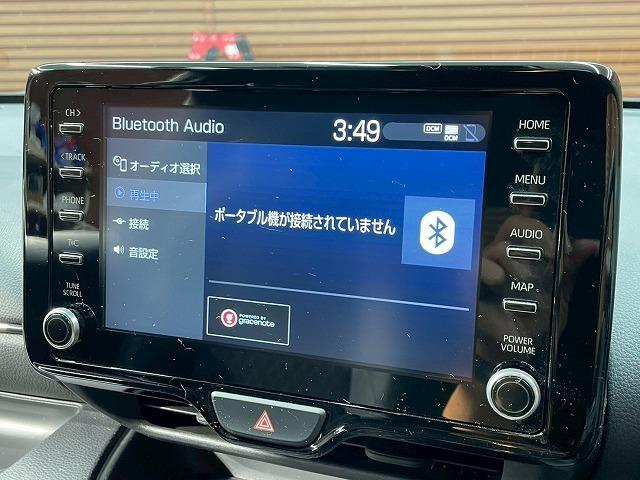 CH>
<TRACK
PHONE
T⁄C
TUNE
SCROLL
Bluetooth Audio
3:49
DCM
DCM
オーディオ選択
再生中
接続
音設定
ポータブル機が接続されていません
POWERED BY
gracenote
HOME
MENU
AUDIO
MAP
POWER
VOLUME